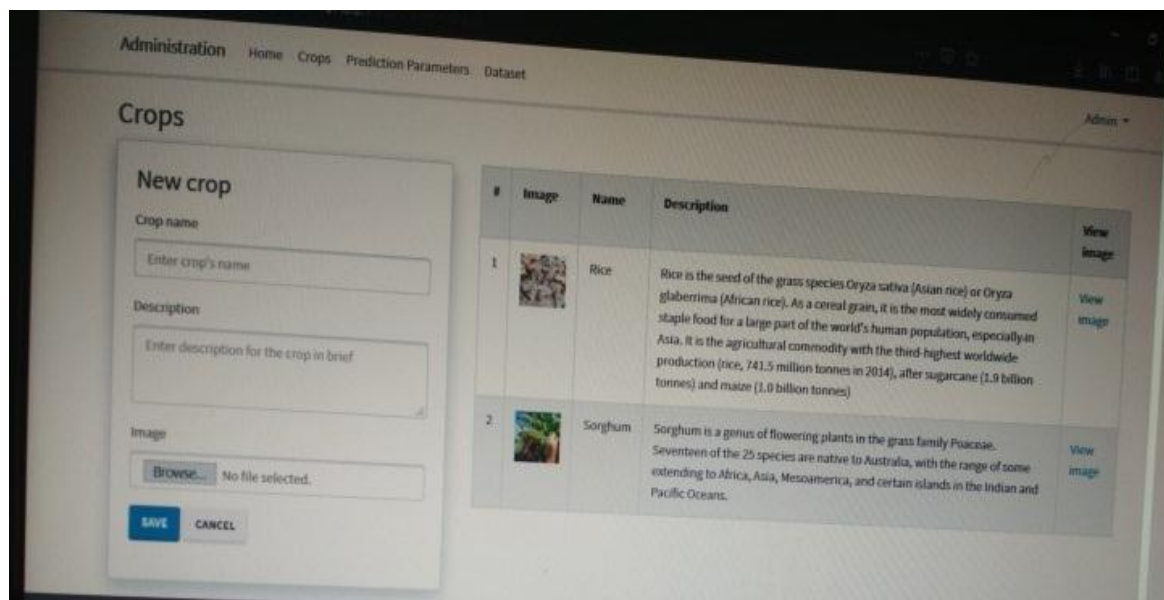 Administration Home Crops Prediction Parameters Dataset
Admin
Crops
New crop
Crop name
Enter crop's name
Description
Enter description for the crop in brief
Image
Browse... No file selected.
SAVE CANCEL
# Image Name Description View
image
1 Rice Rice is the seed of the grass species Oryza sativa (Asian rice) or Oryza
glaberrima (African rice). As a cereal grain, it is the most widely consumed
staple food for a large part of the world's human population, especially in
Asia. It is the agricultural commodity with the third-highest worldwide
production (rice, 741.5 million tonnes in 2014), after sugarcane (1.9 billion
tonnes) and maize (1.0 billion tonnes)
View
image
2 Sorghum Sorghum is a genus of flowering plants in the grass family Poaceae.
Seventeen of the 25 species are native to Australia, with the range of some
extending to Africa, Asia, Mesoamerica, and certain islands in the Indian and
Pacific Oceans.
View
image